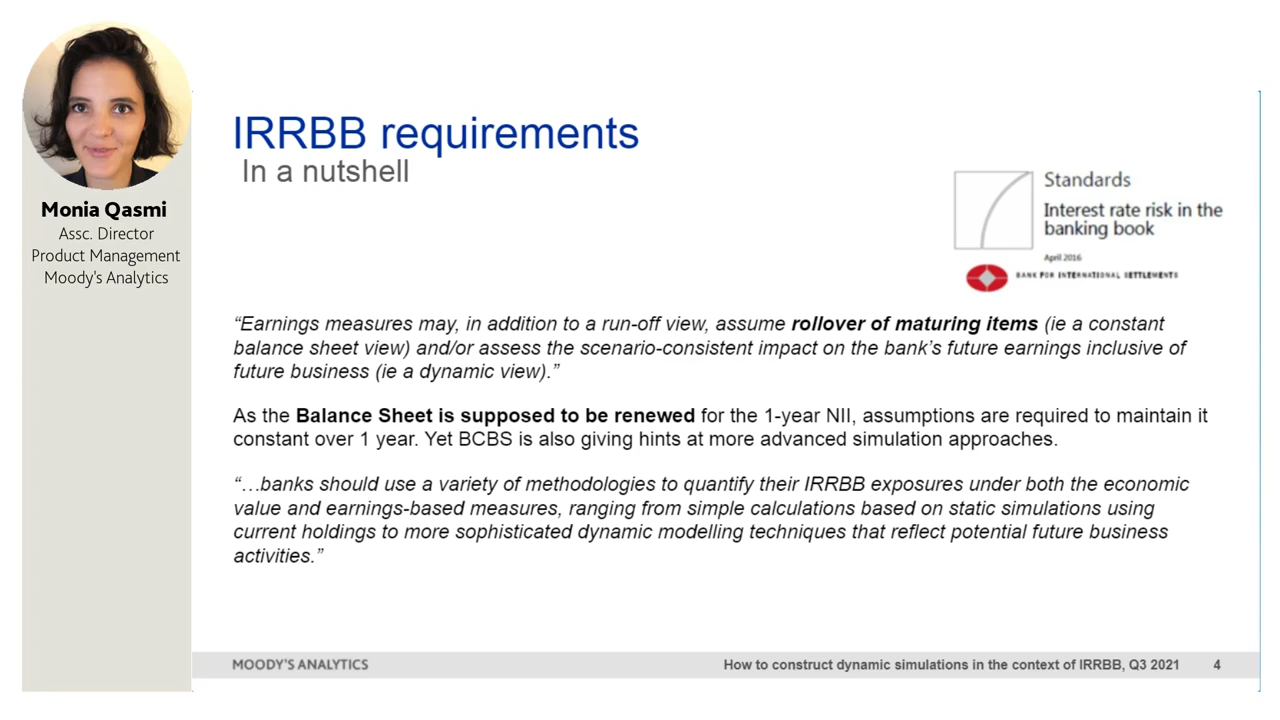 Monia Qasmi
Assc. Director
Product Management
Moody's Analytics
IRRBB requirements
In a nutshell
Standards
Interest rate risk in the
banking book
April 2016
BANK FOR INTERNATIONAL SETTLEMENTS
“Earnings measures may, in addition to a run-off view, assume rollover of maturing items (ie a constant
balance sheet view) and/or assess the scenario-consistent impact on the bank’s future earnings inclusive of
future business (ie a dynamic view).”
As the Balance Sheet is supposed to be renewed for the 1-year NII, assumptions are required to maintain it
constant over 1 year. Yet BCBS is also giving hints at more advanced simulation approaches.
“…banks should use a variety of methodologies to quantify their IRRBB exposures under both the economic
value and earnings-based measures, ranging from simple calculations based on static simulations using
current holdings to more sophisticated dynamic modelling techniques that reflect potential future business
activities.”
MOODY'S ANALYTICS
How to construct dynamic simulations in the context of IRRBB, Q3 2021
4